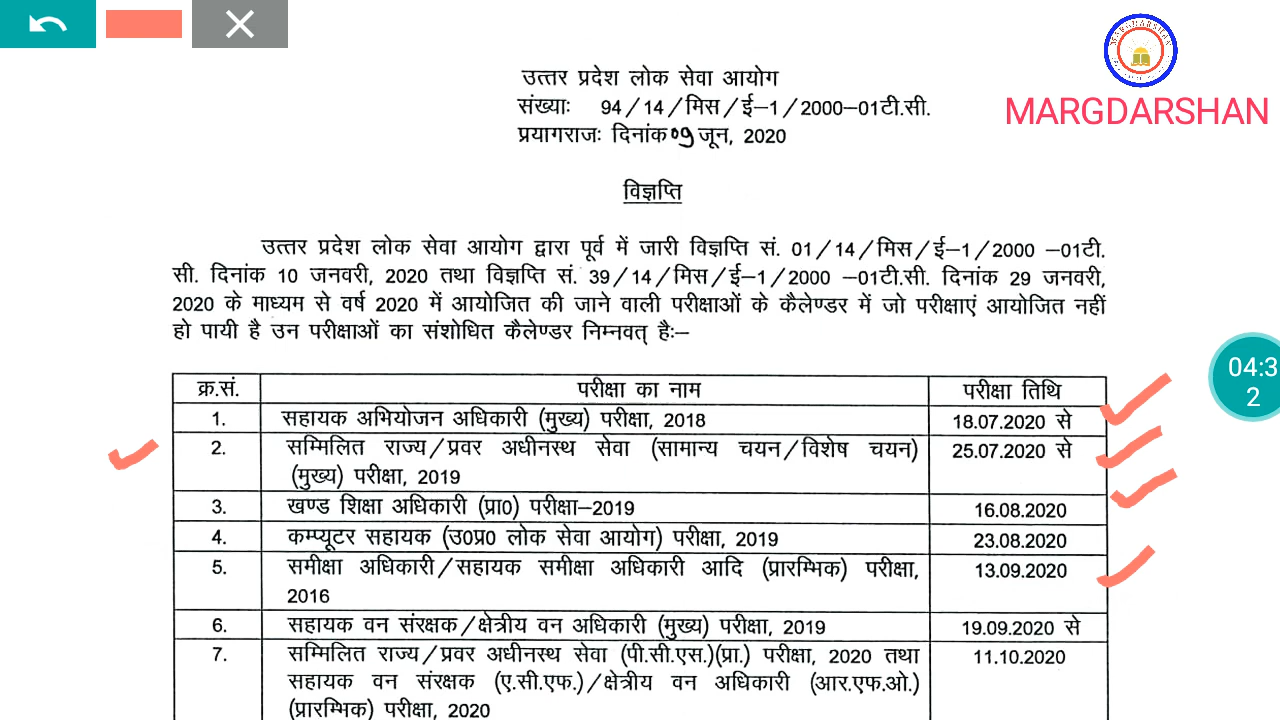 MARGDARSHAN
MARGDARSHAN
उत्तर प्रदेश लोक सेवा आयोग
संख्याः 94/14/मिस/ई–1/2000–01टी.सी.
प्रयागराजः दिनांक 09 जून, 2020
विज्ञप्ति
उत्तर प्रदेश लोक सेवा आयोग द्वारा पूर्व में जारी विज्ञप्ति सं. 01/14/मिस/ई–1/2000 –01टी.
सी. दिनांक 10 जनवरी, 2020 तथा विज्ञप्ति सं. 39/14/मिस/ई–1/2000 –01टी.सी. दिनांक 29 जनवरी,
2020 के माध्यम से वर्ष 2020 में आयोजित की जाने वाली परीक्षाओं के कैलेण्डर में जो परीक्षाएं आयोजित नहीं
हो पायी है उन परीक्षाओं का संशोधित कैलेण्डर निम्नवत् हैः–
क्र.सं. परीक्षा का नाम परीक्षा तिथि
1. सहायक अभियोजन अधिकारी (मुख्य) परीक्षा, 2018 18.07.2020 से
2. सम्मिलित राज्य/प्रवर अधीनस्थ सेवा (सामान्य चयन/विशेष चयन) 25.07.2020 से
(मुख्य) परीक्षा, 2019
3. खण्ड शिक्षा अधिकारी (प्रा0) परीक्षा–2019 16.08.2020
4. कम्प्यूटर सहायक (उ0प्र0 लोक सेवा आयोग) परीक्षा, 2019 23.08.2020
5. समीक्षा अधिकारी/सहायक समीक्षा अधिकारी आदि (प्रारम्भिक) परीक्षा, 13.09.2020
2016
6. सहायक वन संरक्षक/क्षेत्रीय वन अधिकारी (मुख्य) परीक्षा, 2019 19.09.2020 से
7. सम्मिलित राज्य/प्रवर अधीनस्थ सेवा (पी.सी.एस.)(प्रा.) परीक्षा, 2020 तथा 11.10.2020
सहायक वन संरक्षक (ए.सी.एफ.)/क्षेत्रीय वन अधिकारी (आर.एफ.ओ.)
(प्रारम्भिक) परीक्षा, 2020
04:3
2